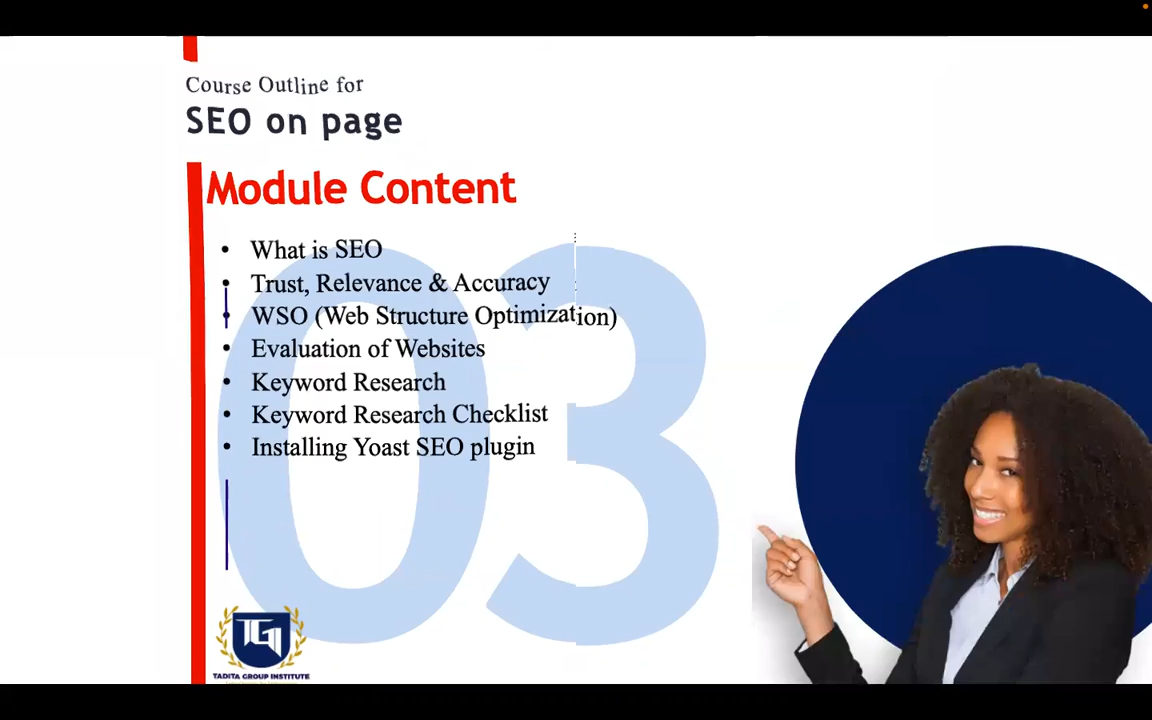 Course Outline for
SEO on page
Module Content
• What is SEO
• Trust, Relevance & Accuracy
• WSO (Web Structure Optimization)
• Evaluation of Websites
• Keyword Research
• Keyword Research Checklist
• Installing Yoast SEO plugin
03
TGI
TADITA GROUP INSTITUTE